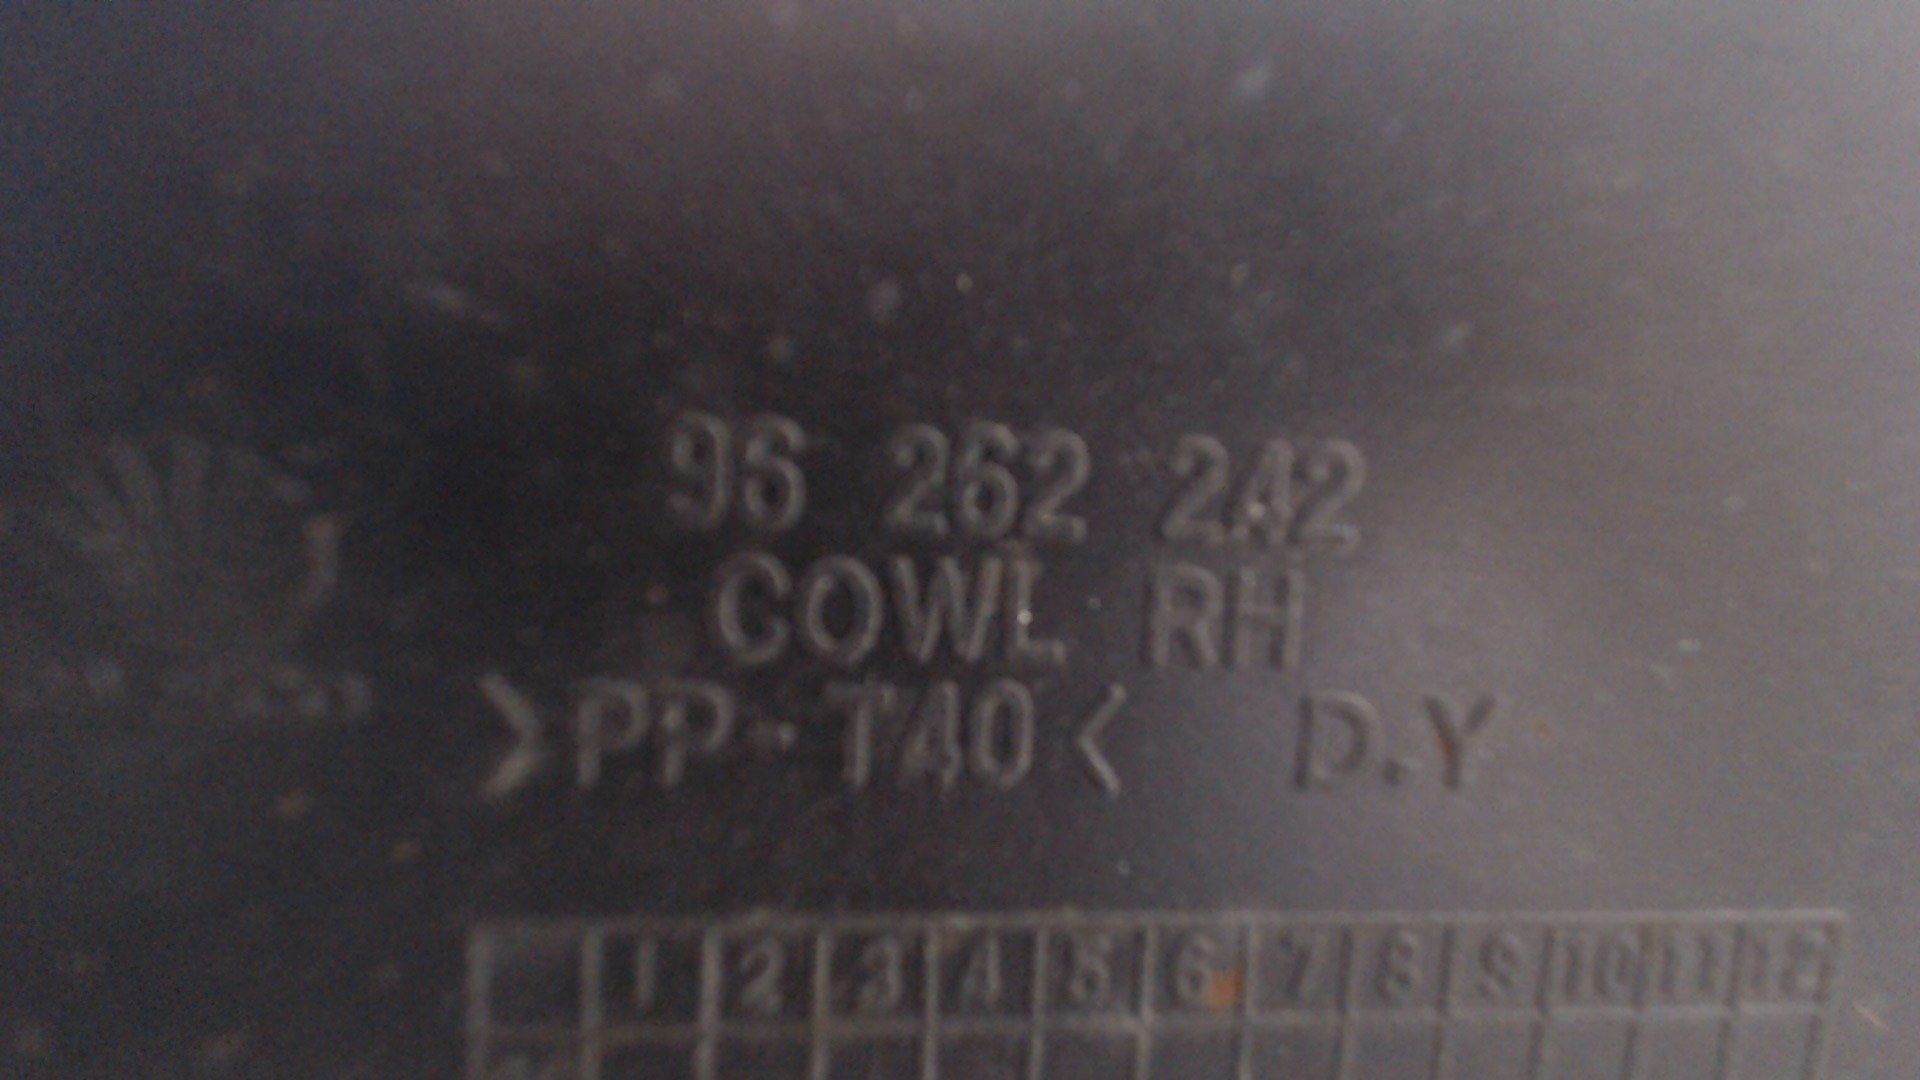 96 262 242
COWL RH
>PP-T40< D.Y
1 2 3 4 5 6 7 8 9 10 11 12